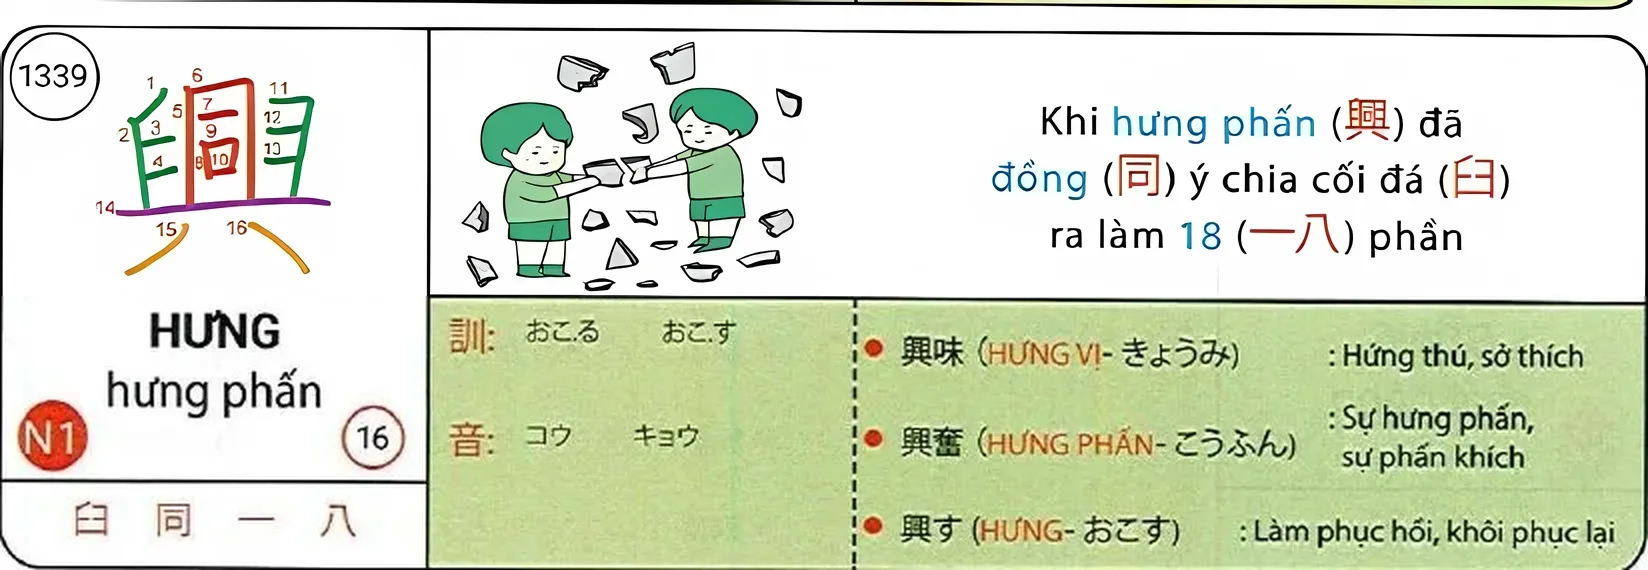 1339
1
2
3
4
5
6
7
8
9
10
11
12
13
14
15
16
HƯNG
hưng phấn
N1
16
臼 同 一 八
Khi hưng phấn (興) đã
đồng (同) ý chia cối đá (臼)
ra làm 18 (一八) phần
訓: おこ.る おこ.す
音: コウ キョウ
興味 (HƯNG VỊ- きょうみ) : Hứng thú, sở thích
興奮 (HƯNG PHẤN- こうふん) : Sự hưng phấn,
sự phấn khích
興す (HƯNG- おこす) : Làm phục hồi, khôi phục lại